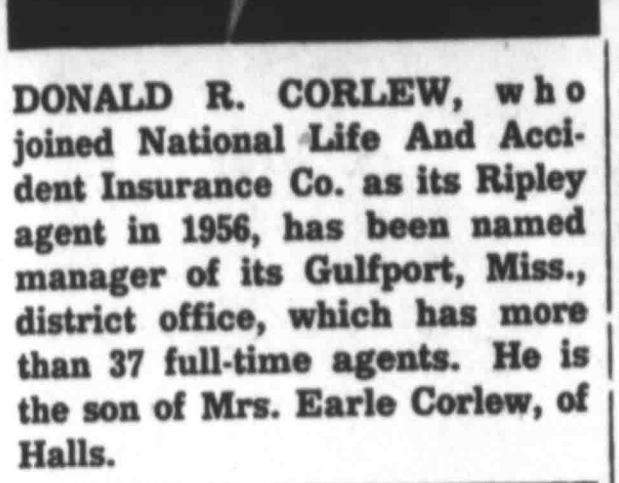 DONALD R. CORLEW, who
joined National Life And Acci-
dent Insurance Co. as its Ripley
agent in 1956, has been named
manager of its Gulfport, Miss.,
district office, which has more
than 37 full-time agents. He is
the son of Mrs. Earle Corlew, of
Halls.